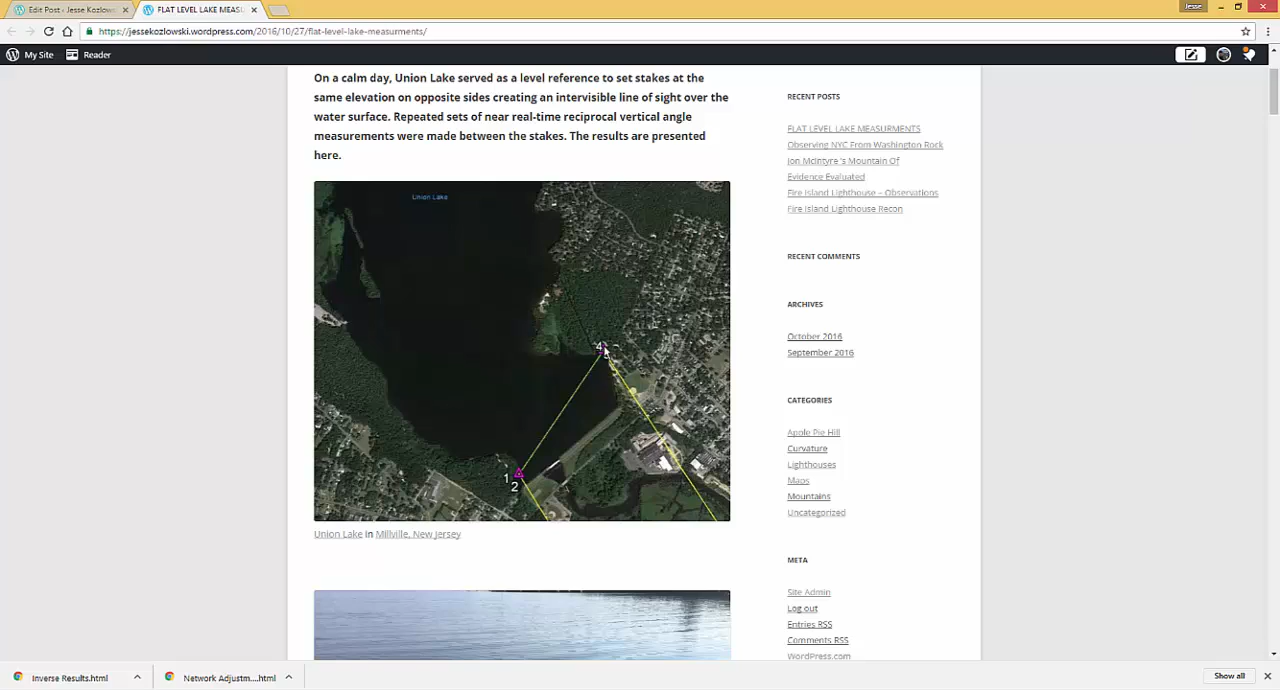 Edit Post ‹ Jesse Kozlows
FLAT LEVEL LAKE MEASU
Jesse
https://jessekozlowski.wordpress.com/2016/10/27/flat-level-lake-measurments/
My Site
Reader
On a calm day, Union Lake served as a level reference to set stakes at the
same elevation on opposite sides creating an intervisible line of sight over the
water surface. Repeated sets of near real-time reciprocal vertical angle
measurements were made between the stakes. The results are presented
here.
Union Lake
4
1
2
Union Lake in Millville, New Jersey
RECENT POSTS
FLAT LEVEL LAKE MEASURMENTS
Observing NYC From Washington Rock
Jon McIntyre 's Mountain Of
Evidence Evaluated
Fire Island Lighthouse – Observations
Fire Island Lighthouse Recon
RECENT COMMENTS
ARCHIVES
October 2016
September 2016
CATEGORIES
Apple Pie Hill
Curvature
Lighthouses
Maps
Mountains
Uncategorized
META
Site Admin
Log out
Entries RSS
Comments RSS
WordPress.com
Inverse Results.html
Network Adjustm....html
Show all